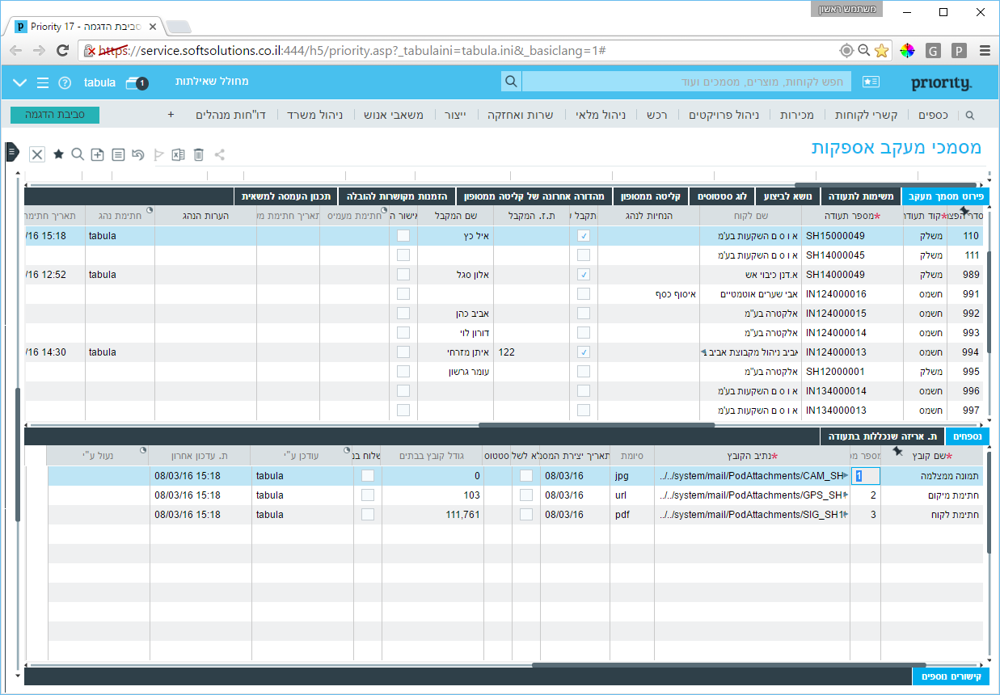 משתמש ראשון
Priority 17 - סביבת הדגמה
https://service.softsolutions.co.il:444/h5/priority.asp?_tabulaini=tabula.ini&_basiclang=1#
G P
tabula 1 מחולל שאילתות חפש לקוחות, מוצרים, מסמכים ועוד priority.
כספים קשרי לקוחות מכירות ניהול פרויקטים רכש ניהול מלאי שרות ואחזקה ייצור משאבי אנוש ניהול משרד דו"חות מנהלים + סביבת הדגמה
מסמכי מעקב אספקות
פירוט מסמך מעקב משימות לתעודה נושא לביצוע לוג סטטוסים קליטה ממסופון מהדורה אחרונה של קליטה ממסופון הזמנות מקושרות להובלה תכנון העמסה למשאית
סדר הפצ *קוד תעודה *מספר תעודה שם לקוח הנחיות לנהג תקבל ת.ז. המקבל שם המקבל אישור ה חתימת מעמיס תאריך חתימת מע הערות הנהג חתימת נהג תאריך חתימת
110 משלק SH15000049 א ו ס ם השקעות בע'מ ✓ איל כץ tabula /16 15:18
111 משלק SH14000045 א ו ס ם השקעות בע'מ
989 משלק SH14000049 א.דנן כיבוי אש ✓ אלון סגל tabula /16 12:52
991 חשמס IN124000016 אבי שערים אוטמטיים איסוף כסף
992 חשמס IN124000015 אלקטרה בע"מ אביב כהן
993 חשמס IN124000014 אלקטרה בע"מ דורון לוי
994 חשמס IN124000013 אביב ניהול מקבוצת אביב ✓ 122 איתן מזרחי tabula /16 14:30
995 משלק SH12000001 אלקטרה בע"מ עומר גרשון
996 חשמס IN134000014 א ו ס ם השקעות בע'מ
997 חשמס IN134000013 א ו ס ם השקעות בע'מ
נספחים ת. אריזה שנכללות בתעודה
*שם קובץ מספר מס *נתיב הקובץ סיומת תאריך יצירת המסמ לא לשל סטטוס גודל קובץ בבתים שלוח בנ עודכן ע"י ת. עדכון אחרון נעול ע"י
תמונה ממצלמה 1 ../../system/mail/PodAttachments/CAM_SH jpg 08/03/16 0 tabula 08/03/16 15:18
חתימת מיקום 2 ../../system/mail/PodAttachments/GPS_SH url 08/03/16 103 tabula 08/03/16 15:18
חתימת לקוח 3 ../../system/mail/PodAttachments/SIG_SH1 pdf 08/03/16 111,761 tabula 08/03/16 15:18
קישורים נוספים